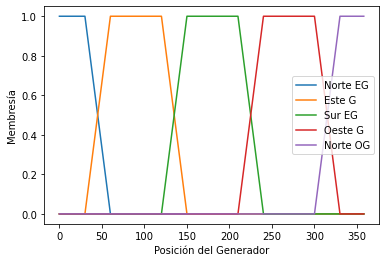 1.0
0.8
0.6
0.4
0.2
0.0
Membresía
Norte EG
Este G
Sur EG
Oeste G
Norte OG
0 50 100 150 200 250 300 350
Posición del Generador